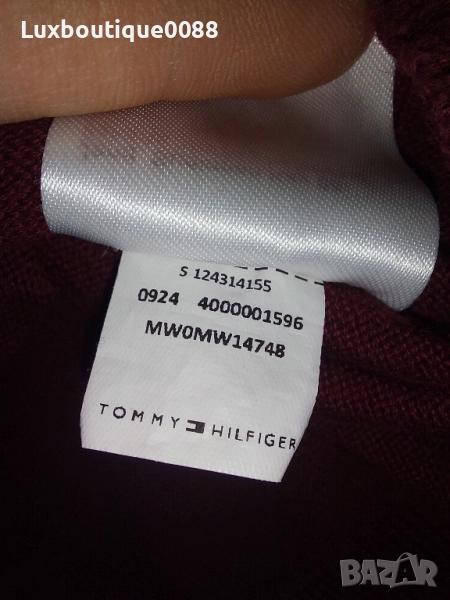 Luxboutique0088
S 124314155
0924 4000001596
MW0MW14748
TOMMY HILFIGER
BAZAR